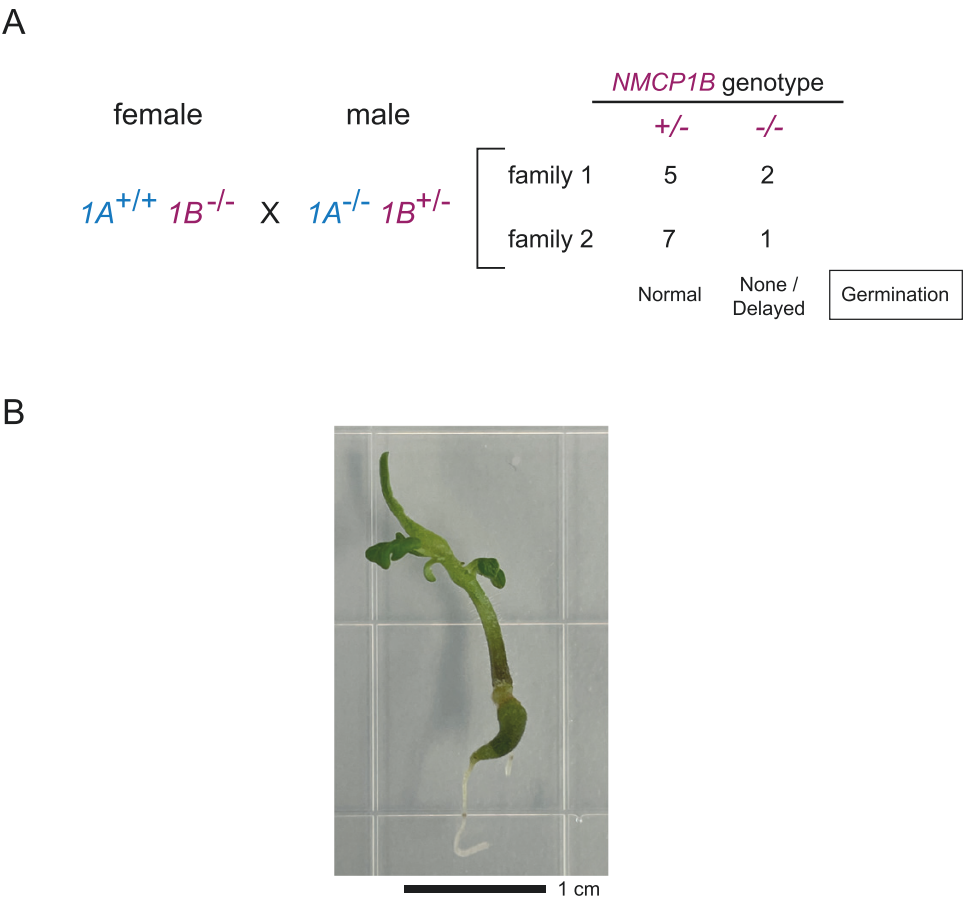 A
NMCP1B genotype
female male
+/- -/-
family 1 5 2
1A+/+ 1B-/- X 1A-/- 1B+/-
family 2 7 1
Normal None / Delayed Germination
B
1 cm